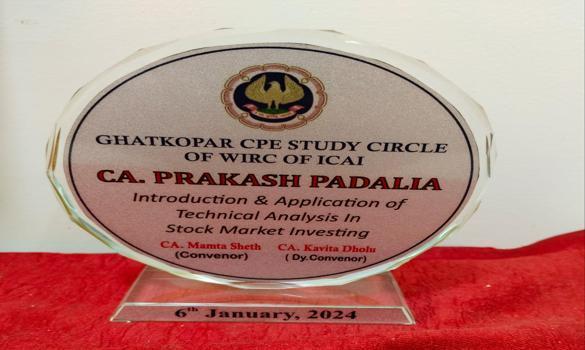 GHATKOPAR CPE STUDY CIRCLE
OF WIRC OF ICAI
CA. PRAKASH PADALIA
Introduction & Application of
Technical Analysis In
Stock Market Investing
CA. Mamta Sheth CA. Kavita Dholu
(Convenor) (Dy.Convenor)
6th January, 2024